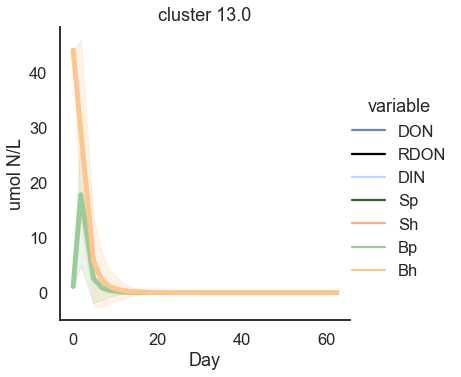 cluster 13.0
umol N/L
40
30
20
10
0
0
20
40
60
Day
variable
DON
RDON
DIN
Sp
Sh
Bp
Bh